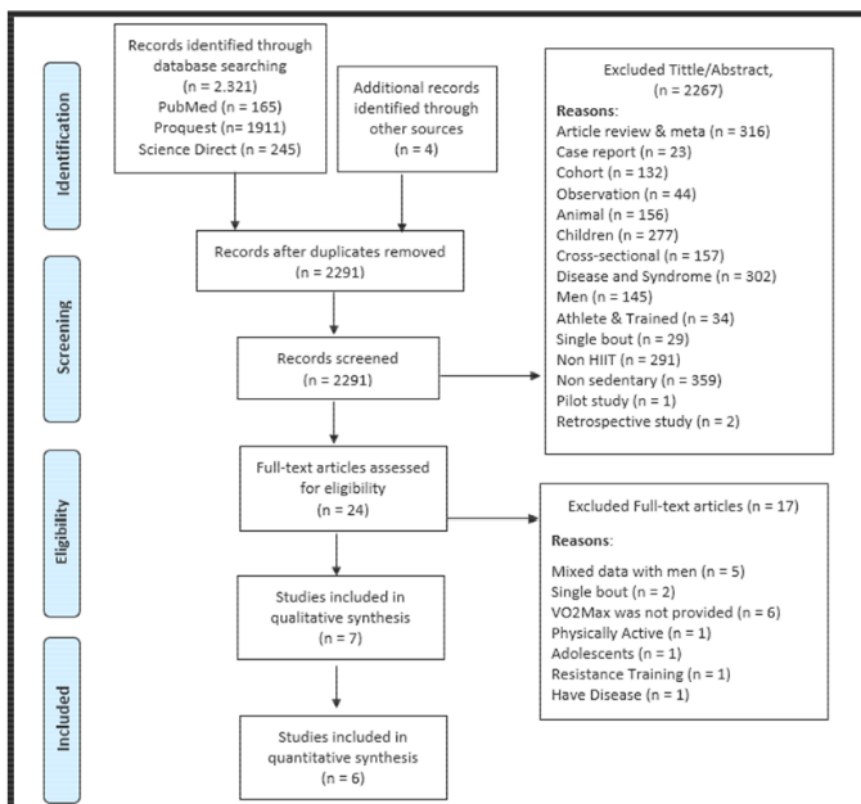 Identification
Records identified through
database searching
(n = 2.321)
PubMed (n = 165)
Proquest (n= 1911)
Science Direct (n = 245)
Additional records
identified through
other sources
(n = 4)
Records after duplicates removed
(n = 2291)
Screening
Records screened
(n = 2291)
Excluded Tittle/Abstract,
(n = 2267)
Reasons:
Article review & meta (n = 316)
Case report (n = 23)
Cohort (n = 132)
Observation (n = 44)
Animal (n = 156)
Children (n = 277)
Cross-sectional (n = 157)
Disease and Syndrome (n = 302)
Men (n = 145)
Athlete & Trained (n = 34)
Single bout (n = 29)
Non HIIT (n = 291)
Non sedentary (n = 359)
Pilot study (n = 1)
Retrospective study (n = 2)
Eligibility
Full-text articles assessed
for eligibility
(n = 24)
Excluded Full-text articles (n = 17)
Reasons:
Mixed data with men (n = 5)
Single bout (n = 2)
VO2Max was not provided (n = 6)
Physically Active (n = 1)
Adolescents (n = 1)
Resistance Training (n = 1)
Have Disease (n = 1)
Studies included in
qualitative synthesis
(n = 7)
Included
Studies included in
quantitative synthesis
(n = 6)